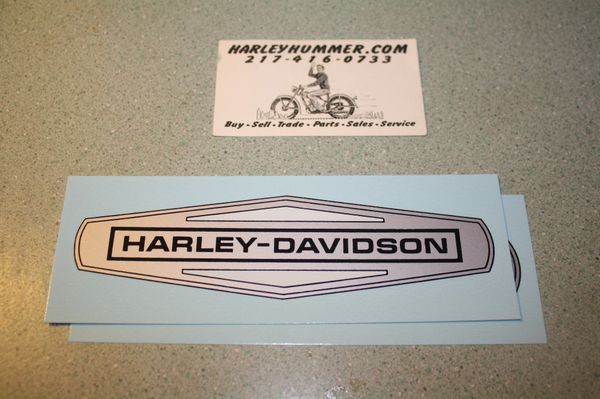 HARLEYHUMMER.COM
217-416-0733
Buy - Sell - Trade - Parts - Sales - Service
HARLEY-DAVIDSON